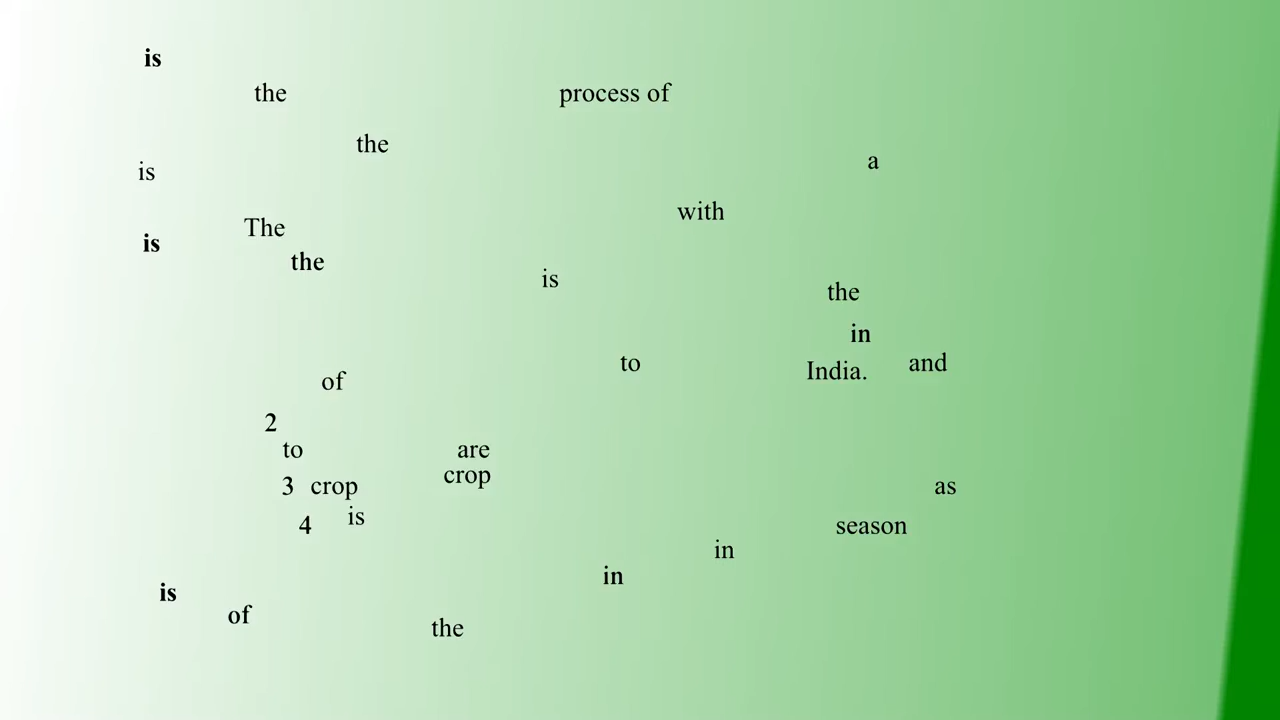 is
the process of
the
a
is
with
The
is
the
is
the
in
to and
India.
of
2
to are
crop
3 crop as
is
4 season
in
in
is
of
the